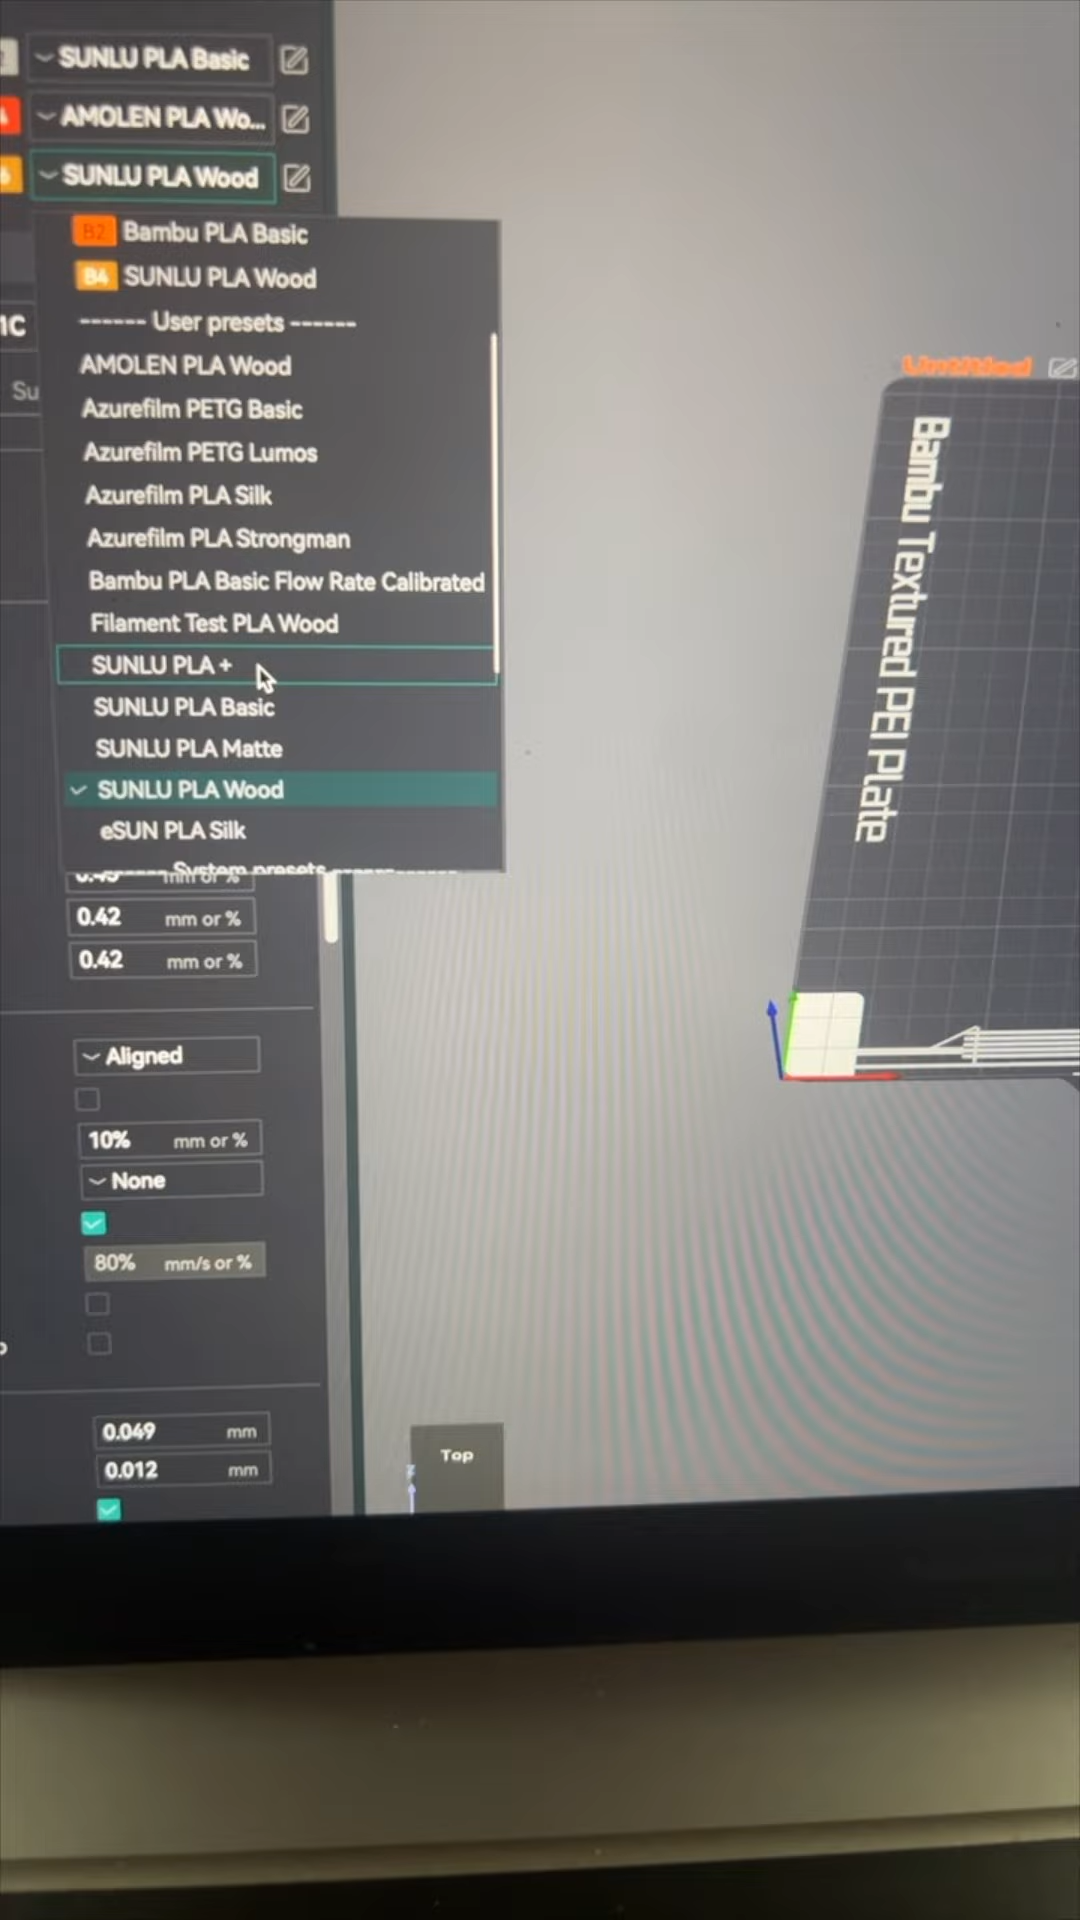 SUNLU PLA Basic
AMOLEN PLA Wo...
SUNLU PLA Wood
B2 Bambu PLA Basic
B4 SUNLU PLA Wood
------ User presets ------
AMOLEN PLA Wood
Azurefilm PETG Basic
Su
Azurefilm PETG Lumos
Azurefilm PLA Silk
Azurefilm PLA Strongman
Bambu PLA Basic Flow Rate Calibrated
Filament Test PLA Wood
SUNLU PLA +
SUNLU PLA Basic
SUNLU PLA Matte
SUNLU PLA Wood
eSUN PLA Silk
System presets
mm or %
0.42 mm or %
0.42 mm or %
Aligned
10% mm or %
None
80% mm/s or %
0.049 mm
0.012 mm
Untitled
Bambu Textured PEI Plate
Top